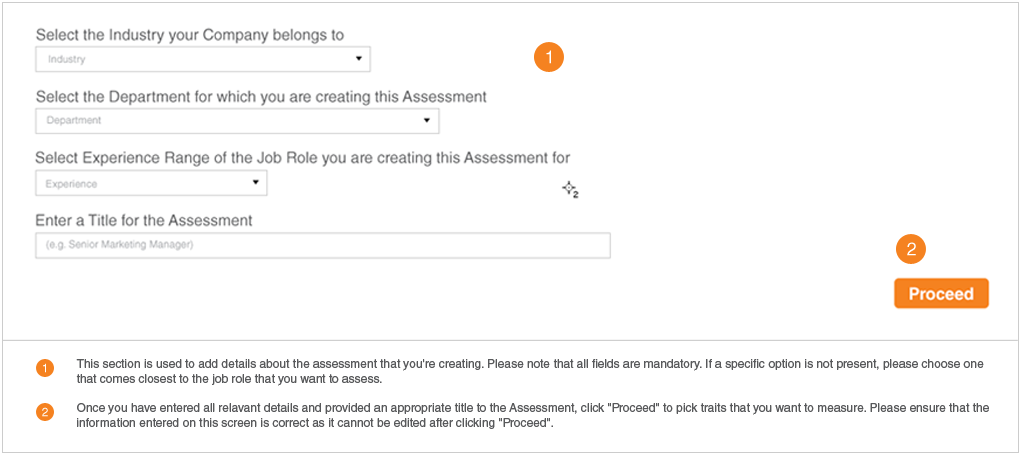 Select the Industry your Company belongs to
Industry
1
Select the Department for which you are creating this Assessment
Department
Select Experience Range of the Job Role you are creating this Assessment for
Experience
2
Enter a Title for the Assessment
(e.g. Senior Marketing Manager)
2
Proceed
1 This section is used to add details about the assessment that you're creating. Please note that all fields are mandatory. If a specific option is not present, please choose one
that comes closest to the job role that you want to assess.
2 Once you have entered all relavant details and provided an appropriate title to the Assessment, click "Proceed" to pick traits that you want to measure. Please ensure that the
information entered on this screen is correct as it cannot be edited after clicking "Proceed".